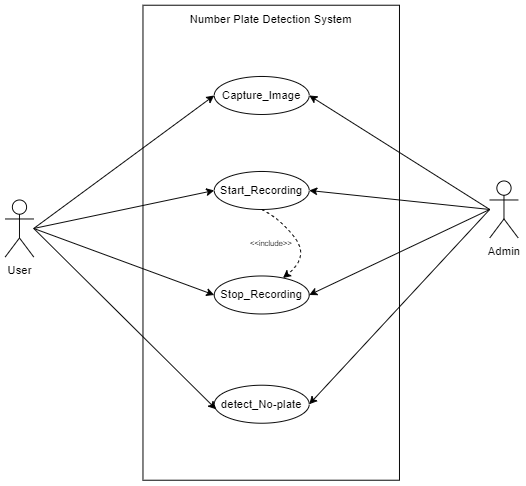 Number Plate Detection System
Capture_Image
Start_Recording
<<include>>
User
Admin
Stop_Recording
detect_No-plate